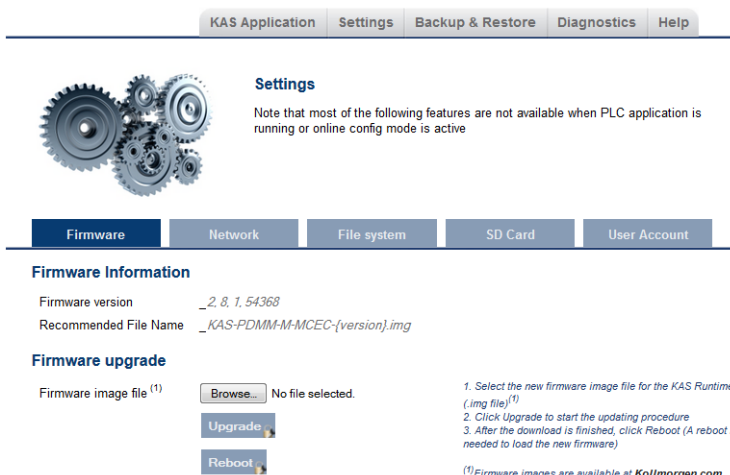 KAS Application Settings Backup & Restore Diagnostics Help
Settings
Note that most of the following features are not available when PLC application is
running or online config mode is active
Firmware Network File system SD Card User Account
Firmware Information
Firmware version _2, 8, 1, 54368
Recommended File Name _KAS-PDMM-M-MCEC-{version}.img
Firmware upgrade
Firmware image file (1) Browse... No file selected.
Upgrade
Reboot
1. Select the new firmware image file for the KAS Runtime
(.img file)(1)
2. Click Upgrade to start the updating procedure
3. After the download is finished, click Reboot (A reboot
needed to load the new firmware)
(1)Firmware images are available at Kollmorgen.com